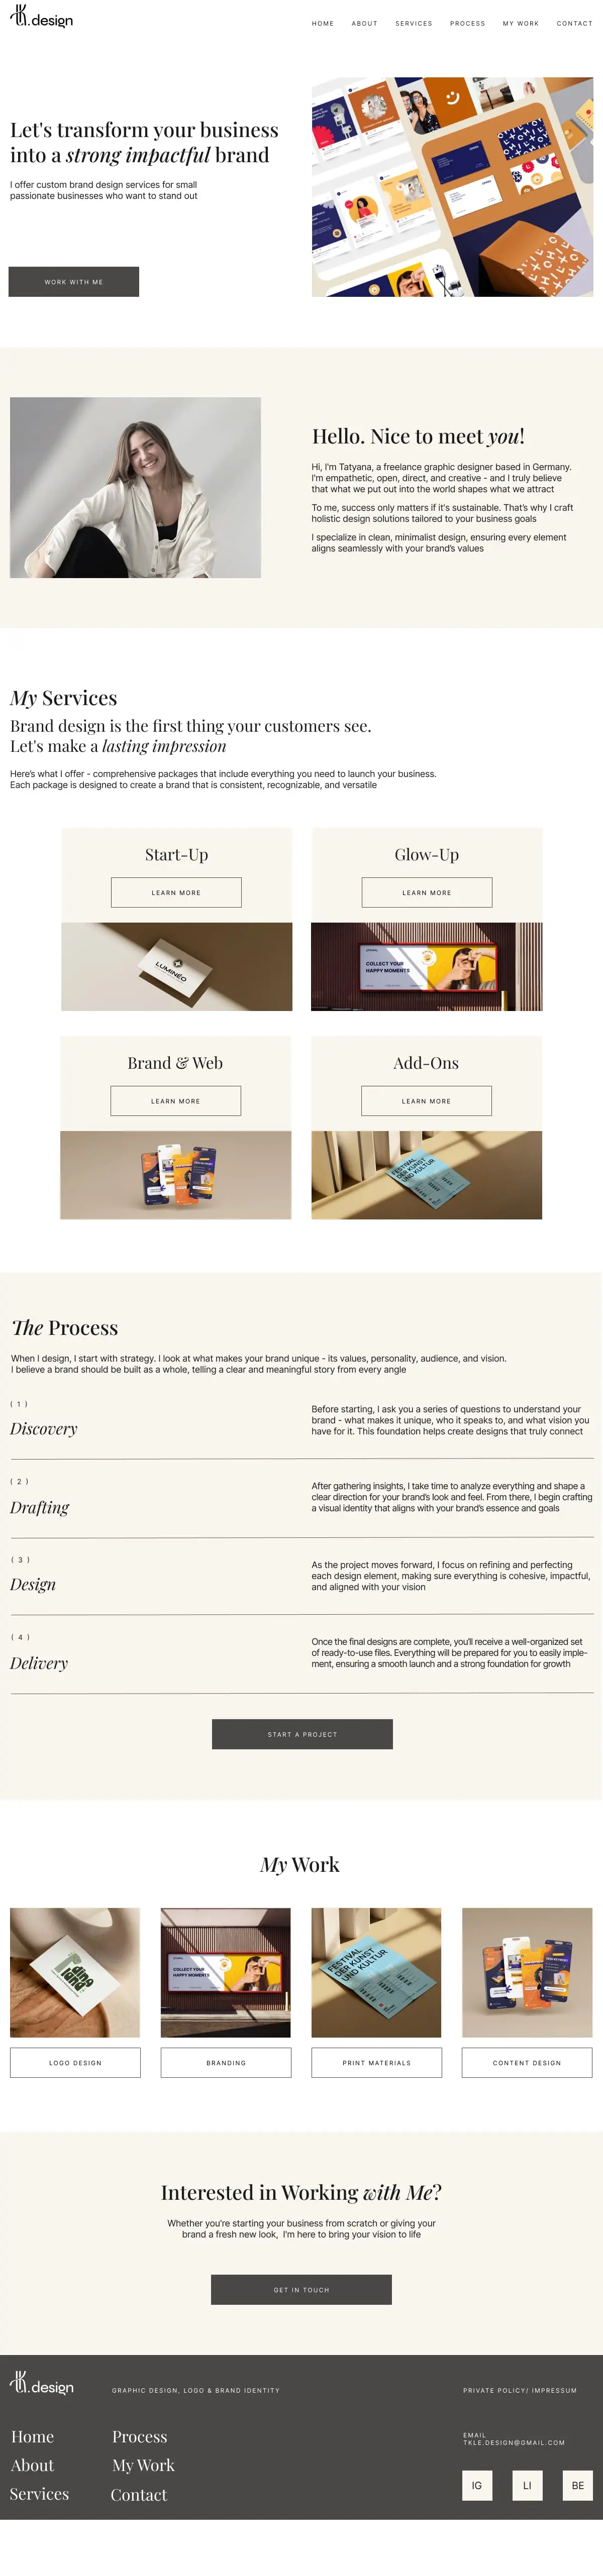 tk.design
HOME ABOUT SERVICES PROCESS MY WORK CONTACT
Let's transform your business
into a strong impactful brand
I offer custom brand design services for small
passionate businesses who want to stand out
WORK WITH ME
Hello. Nice to meet you!
Hi, I'm Tatyana, a freelance graphic designer based in Germany.
I'm empathetic, open, direct, and creative - and I truly believe
that what we put out into the world shapes what we attract
To me, success only matters if it's sustainable. That's why I craft
holistic design solutions tailored to your business goals
I specialize in clean, minimalist design, ensuring every element
aligns seamlessly with your brand's values
My Services
Brand design is the first thing your customers see.
Let's make a lasting impression
Here's what I offer - comprehensive packages that include everything you need to launch your business.
Each package is designed to create a brand that is consistent, recognizable, and versatile
Start-Up
LEARN MORE
LUMINEO
Glow-Up
LEARN MORE
COLLECT YOUR
HAPPY MOMENTS
Brand & Web
LEARN MORE
Add-Ons
LEARN MORE
FESTIVAL
DER KUNST
UND KULTUR
The Process
When I design, I start with strategy. I look at what makes your brand unique - its values, personality, audience, and vision.
I believe a brand should be built as a whole, telling a clear and meaningful story from every angle
( 1 )
Discovery
Before starting, I ask you a series of questions to understand your
brand - what makes it unique, who it speaks to, and what vision you
have for it. This foundation helps create designs that truly connect
( 2 )
Drafting
After gathering insights, I take time to analyze everything and shape a
clear direction for your brand's look and feel. From there, I begin crafting
a visual identity that aligns with your brand's essence and goals
( 3 )
Design
As the project moves forward, I focus on refining and perfecting
each design element, making sure everything is cohesive, impactful,
and aligned with your vision
( 4 )
Delivery
Once the final designs are complete, you'll receive a well-organized set
of ready-to-use files. Everything will be prepared for you to easily imple-
ment, ensuring a smooth launch and a strong foundation for growth
START A PROJECT
My Work
COLLECT YOUR
HAPPY MOMENTS
FESTIVAL
DER KUNST
UND KULTUR
LOGO DESIGN
BRANDING
PRINT MATERIALS
CONTENT DESIGN
Interested in Working with Me?
Whether you're starting your business from scratch or giving your
brand a fresh new look, I'm here to bring your vision to life
GET IN TOUCH
tk.design
GRAPHIC DESIGN, LOGO & BRAND IDENTITY
PRIVATE POLICY/ IMPRESSUM
Home
About
Services
Process
My Work
Contact
EMAIL
TKLE.DESIGN@GMAIL.COM
IG LI BE